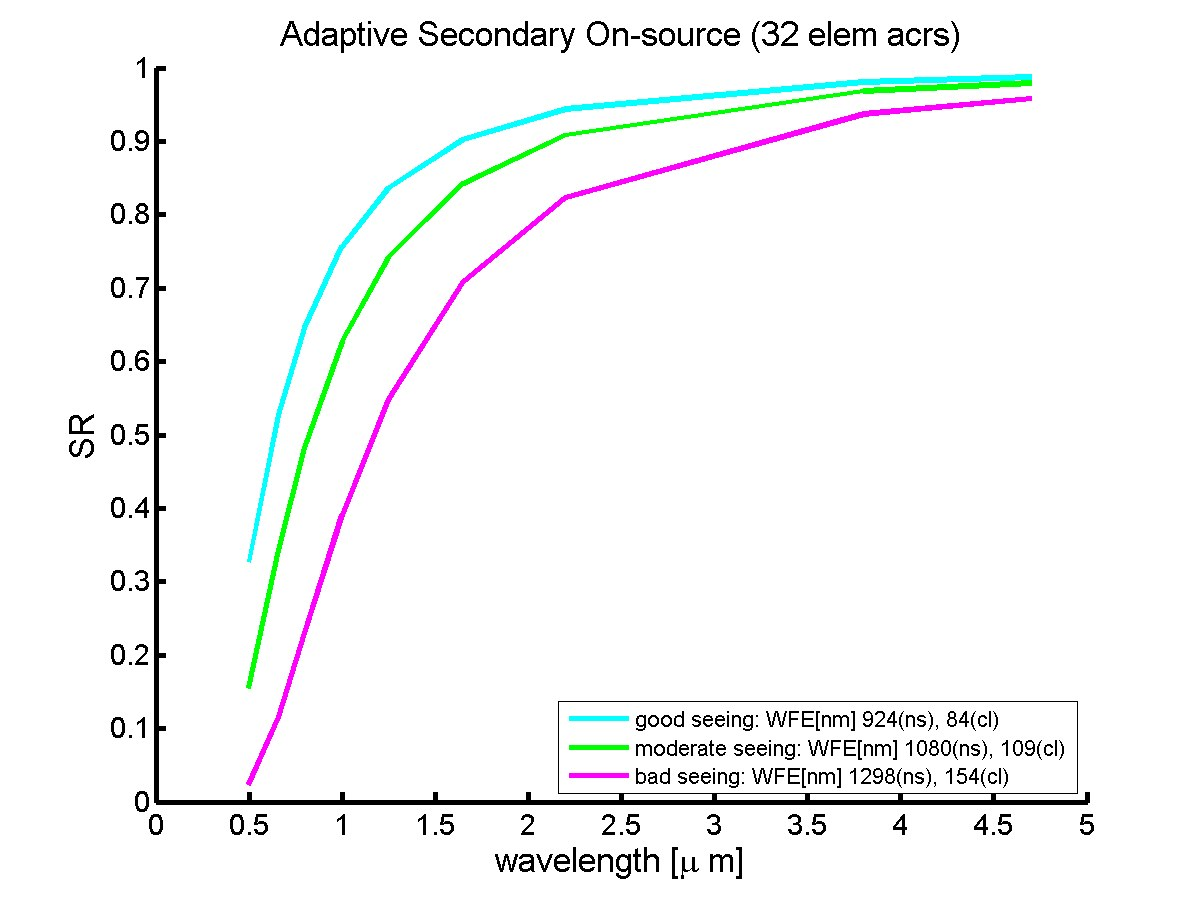 Adaptive Secondary On-source (32 elem acrs)
1
0.9
0.8
0.7
0.6
0.5
0.4
0.3
0.2
0.1
0
SR
good seeing: WFE[nm] 924(ns), 84(cl)
moderate seeing: WFE[nm] 1080(ns), 109(cl)
bad seeing: WFE[nm] 1298(ns), 154(cl)
0 0.5 1 1.5 2 2.5 3 3.5 4 4.5 5
wavelength [μ m]